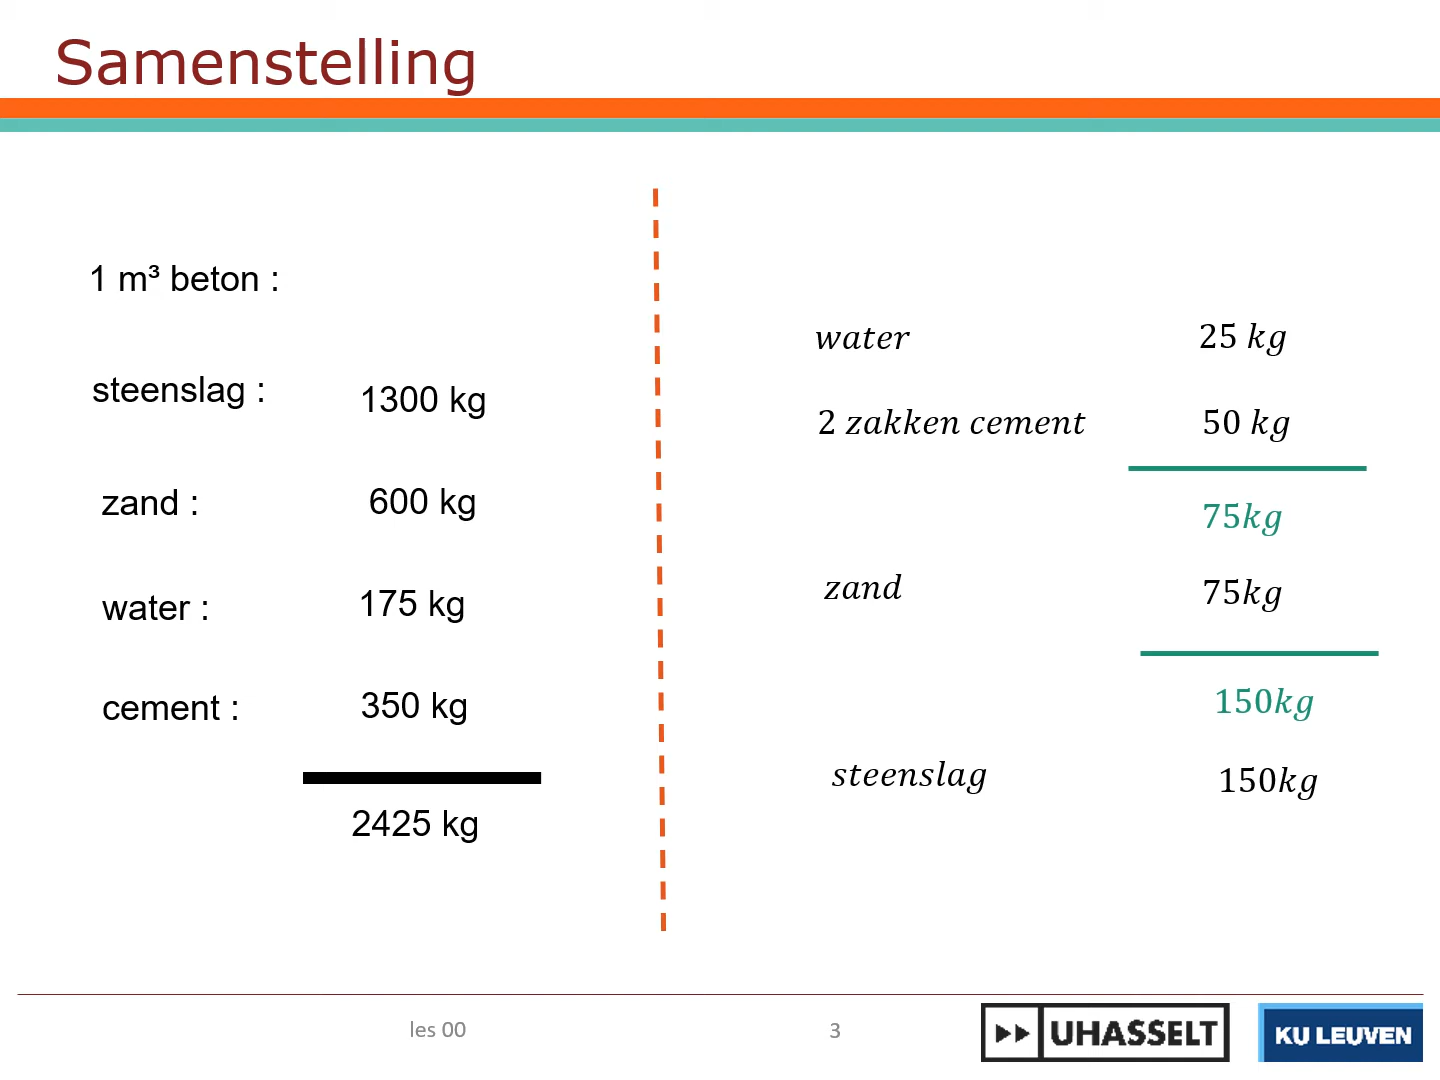 Samenstelling
1 m³ beton :
steenslag : 1300 kg
zand : 600 kg
water : 175 kg
cement : 350 kg
2425 kg
water 25 kg
2 zakken cement 50 kg
75kg
zand 75kg
150kg
steenslag 150kg
les 00 3
UHASSELT KU LEUVEN